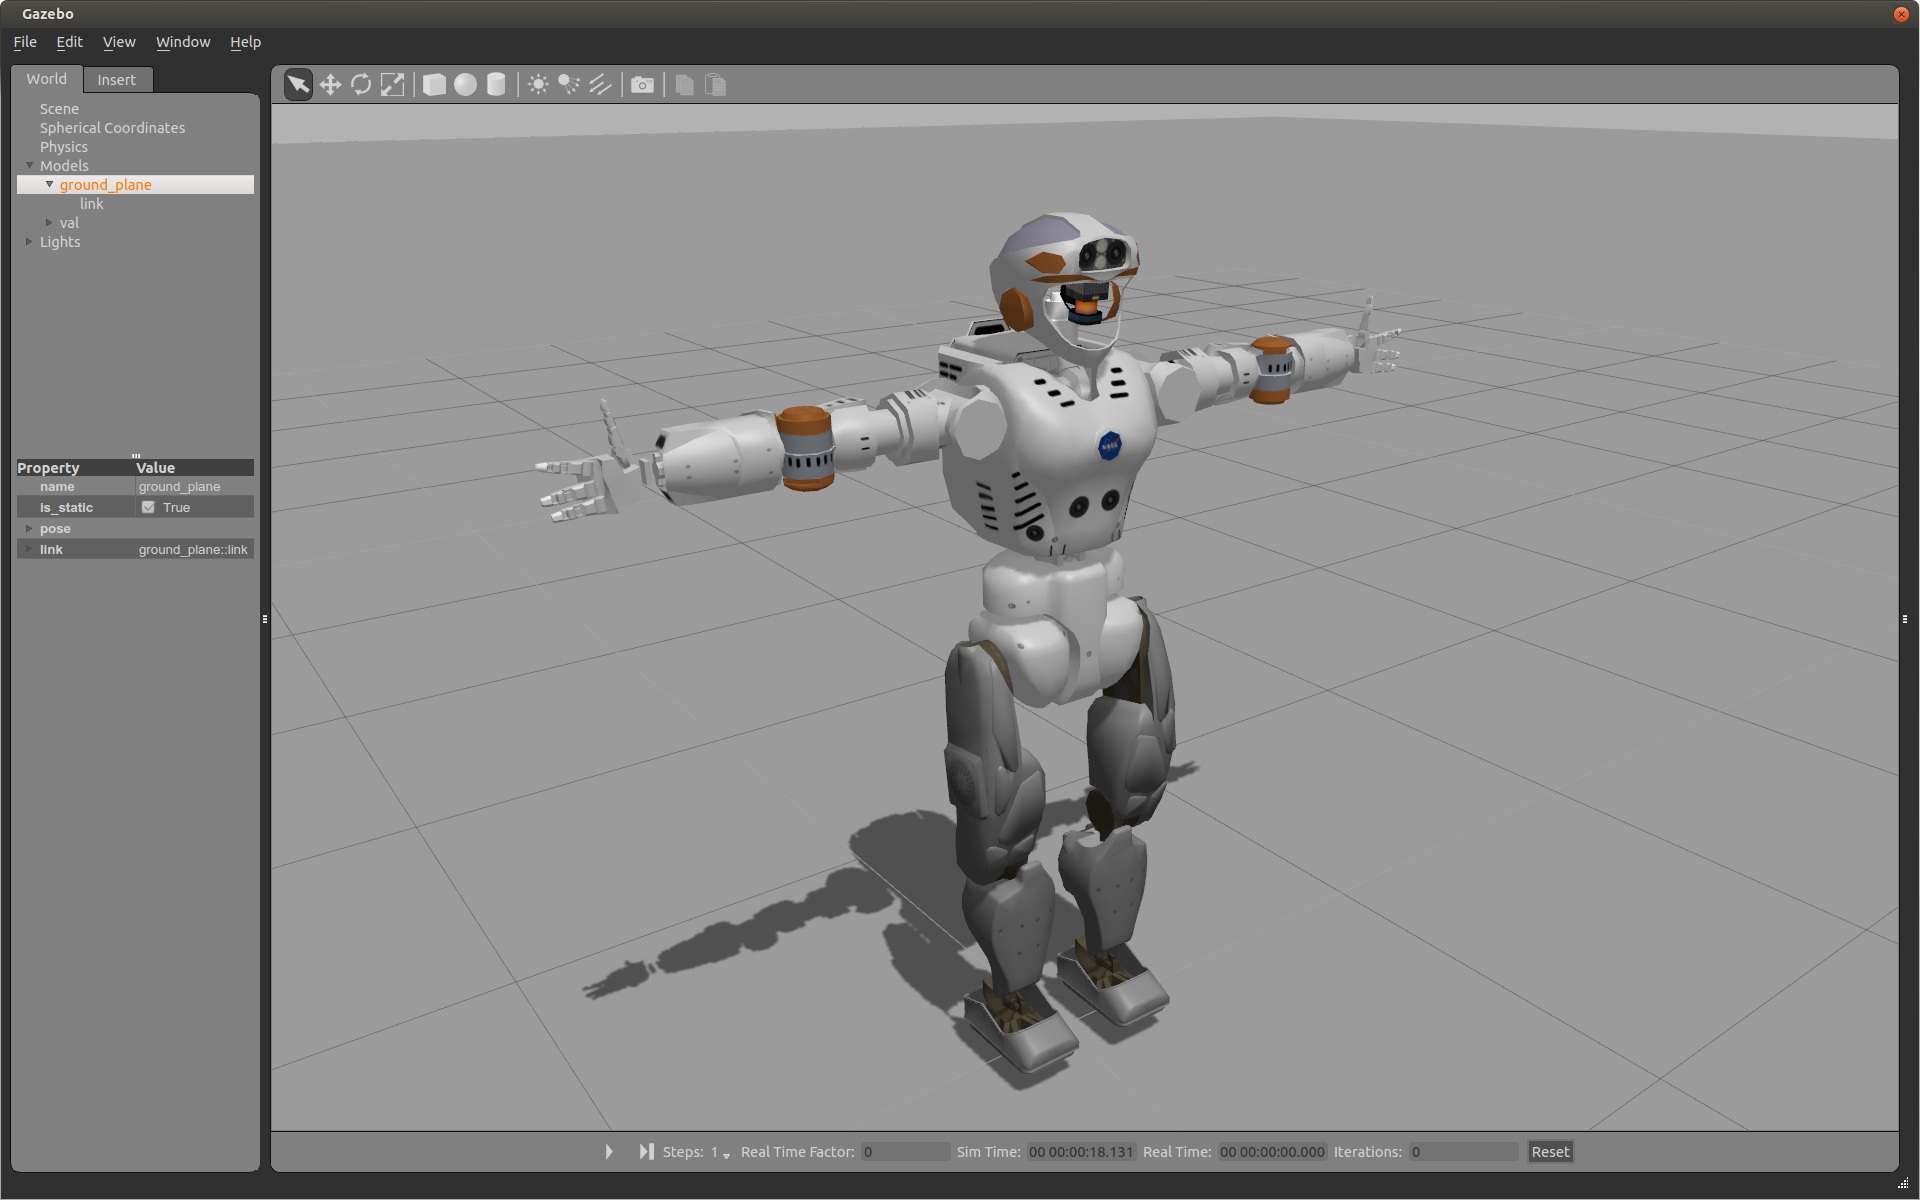 Gazebo
File Edit View Window Help
World Insert
Scene
Spherical Coordinates
Physics
Models
ground_plane
link
val
Lights
Property Value
name ground_plane
is_static True
pose
link ground_plane::link
NASA
Steps: 1 Real Time Factor: 0 Sim Time: 00 00:00:18.131 Real Time: 00 00:00:00.000 Iterations: 0 Reset